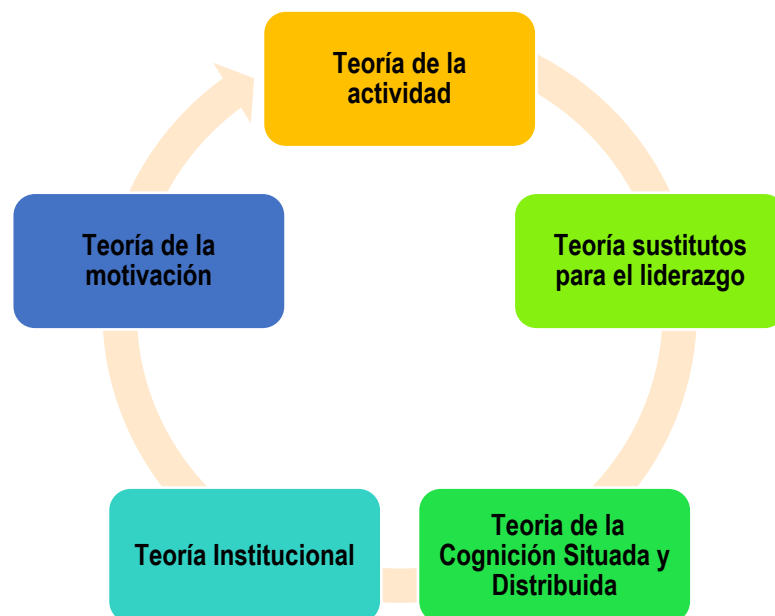 Teoría de la
actividad
Teoría sustitutos
para el liderazgo
Teoria de la
Cognición Situada y
Distribuida
Teoría Institucional
Teoría de la
motivación